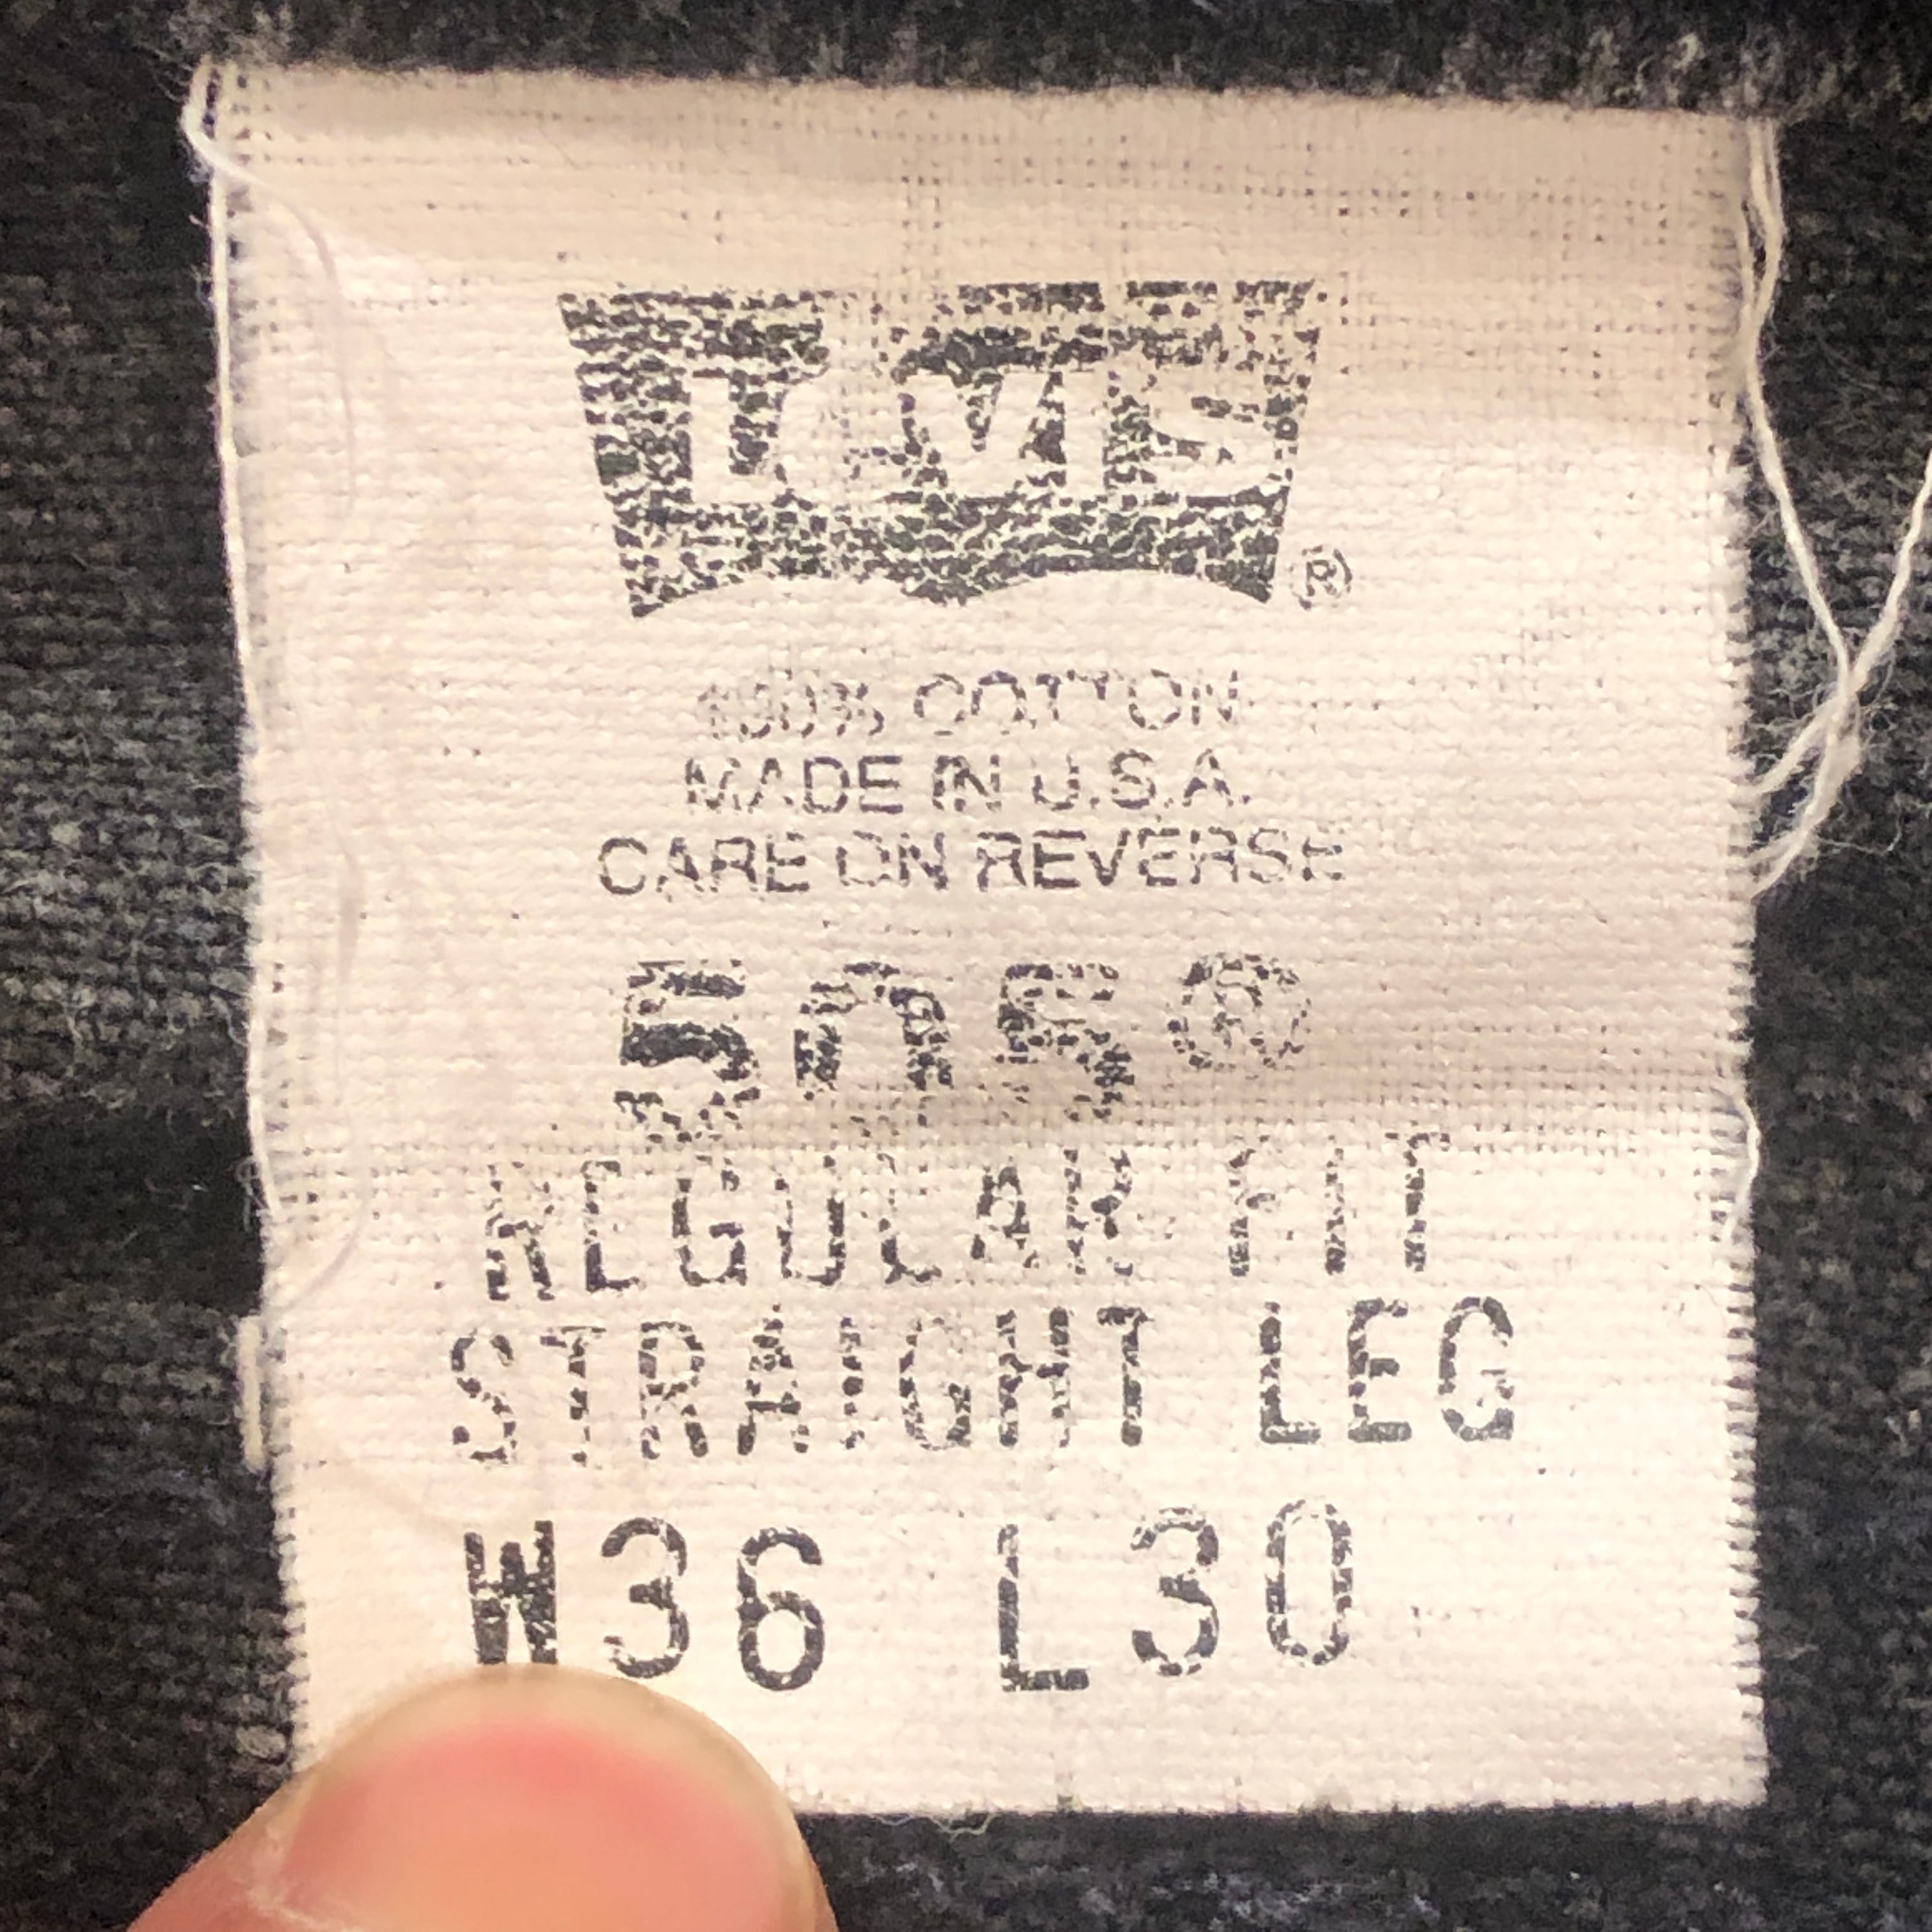 Levi's
®
100% COTTON
MADE IN U.S.A.
CARE ON REVERSE
505®
REGULAR FIT
STRAIGHT LEG
W36 L30